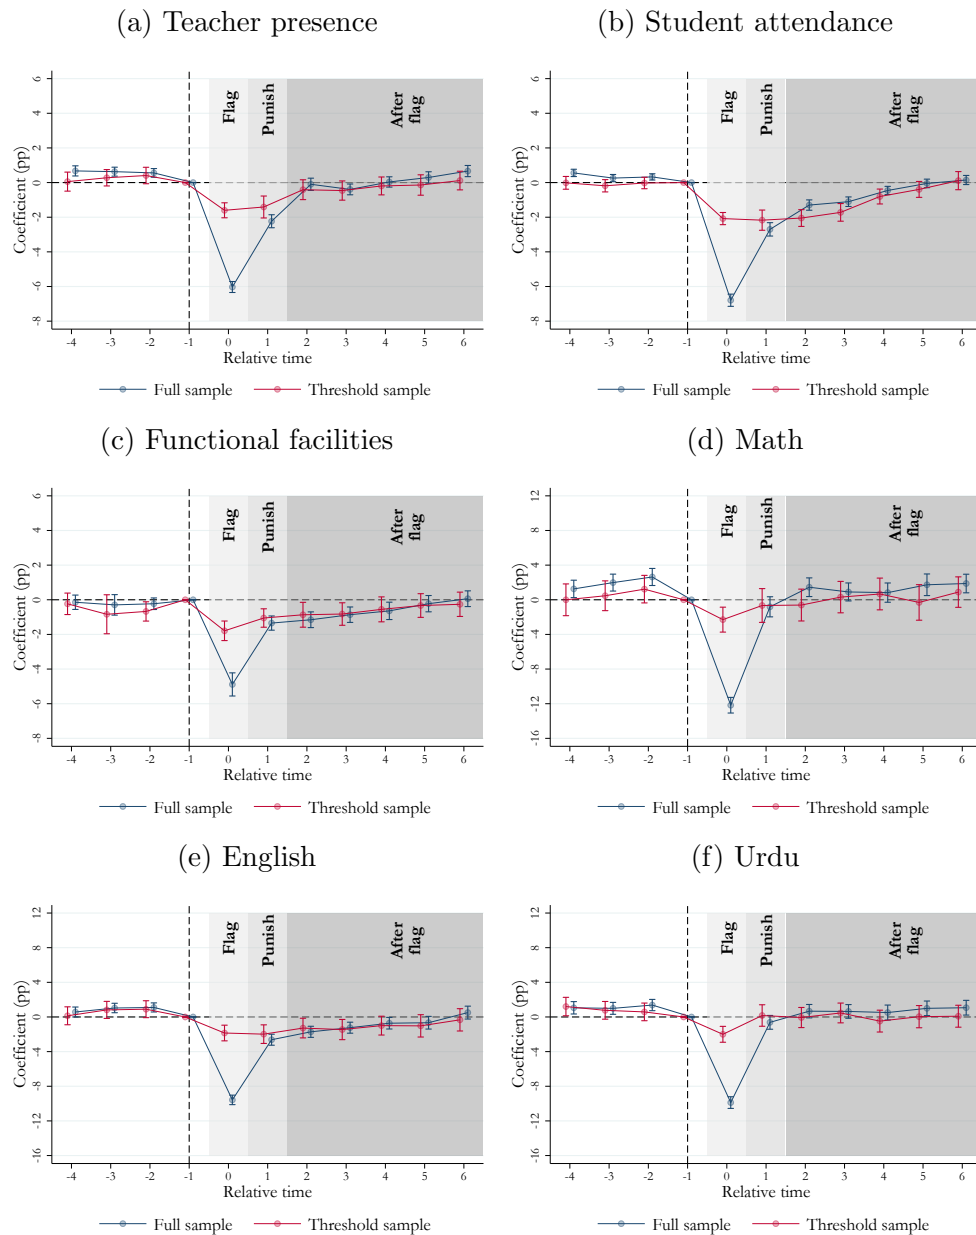 (a) Teacher presence
6
4
2
0
-2
-4
-6
-8
Coefficient (pp)
Flag
Punish
After
flag
-4 -3 -2 -1 0 1 2 3 4 5 6
Relative time
Full sample Threshold sample
(b) Student attendance
6
4
2
0
-2
-4
-6
-8
Coefficient (pp)
Flag
Punish
After
flag
-4 -3 -2 -1 0 1 2 3 4 5 6
Relative time
Full sample Threshold sample
(c) Functional facilities
6
4
2
0
-2
-4
-6
-8
Coefficient (pp)
Flag
Punish
After
flag
-4 -3 -2 -1 0 1 2 3 4 5 6
Relative time
Full sample Threshold sample
(d) Math
12
8
4
0
-4
-8
-12
-16
Coefficient (pp)
Flag
Punish
After
flag
-4 -3 -2 -1 0 1 2 3 4 5 6
Relative time
Full sample Threshold sample
(e) English
12
8
4
0
-4
-8
-12
-16
Coefficient (pp)
Flag
Punish
After
flag
-4 -3 -2 -1 0 1 2 3 4 5 6
Relative time
Full sample Threshold sample
(f) Urdu
12
8
4
0
-4
-8
-12
-16
Coefficient (pp)
Flag
Punish
After
flag
-4 -3 -2 -1 0 1 2 3 4 5 6
Relative time
Full sample Threshold sample